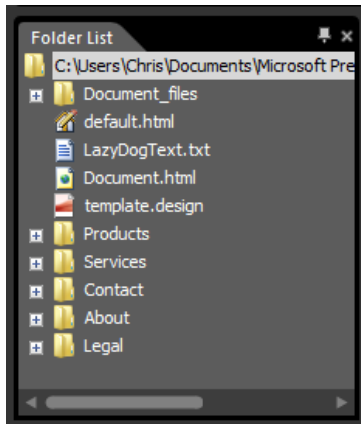 Folder List
C:\Users\Chris\Documents\Microsoft Pre
Document_files
default.html
LazyDogText.txt
Document.html
template.design
Products
Services
Contact
About
Legal